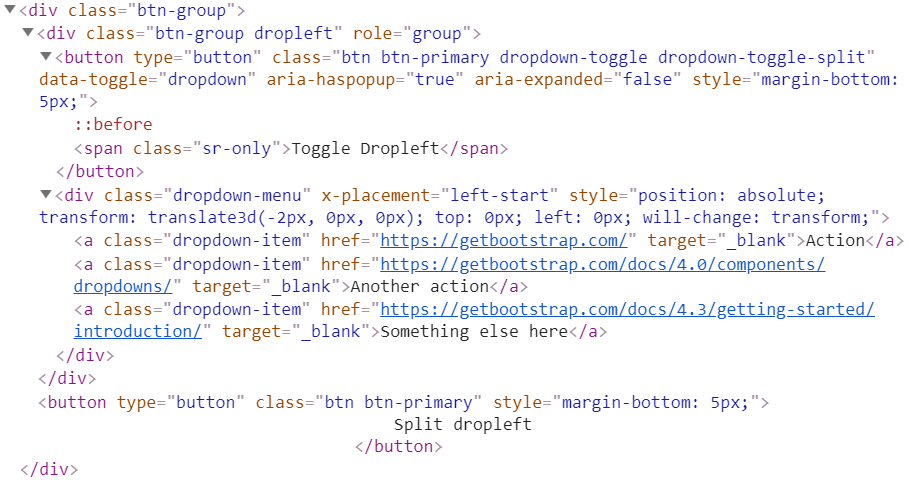 <div class="btn-group">
<div class="btn-group dropleft" role="group">
<button type="button" class="btn btn-primary dropdown-toggle dropdown-toggle-split"
data-toggle="dropdown" aria-haspopup="true" aria-expanded="false" style="margin-bottom:
5px;">
::before
<span class="sr-only">Toggle Dropleft</span>
</button>
<div class="dropdown-menu" x-placement="left-start" style="position: absolute;
transform: translate3d(-2px, 0px, 0px); top: 0px; left: 0px; will-change: transform;">
<a class="dropdown-item" href="https://getbootstrap.com/" target="_blank">Action</a>
<a class="dropdown-item" href="https://getbootstrap.com/docs/4.0/components/
dropdowns/" target="_blank">Another action</a>
<a class="dropdown-item" href="https://getbootstrap.com/docs/4.3/getting-started/
introduction/" target="_blank">Something else here</a>
</div>
</div>
<button type="button" class="btn btn-primary" style="margin-bottom: 5px;">
Split dropleft
</button>
</div>